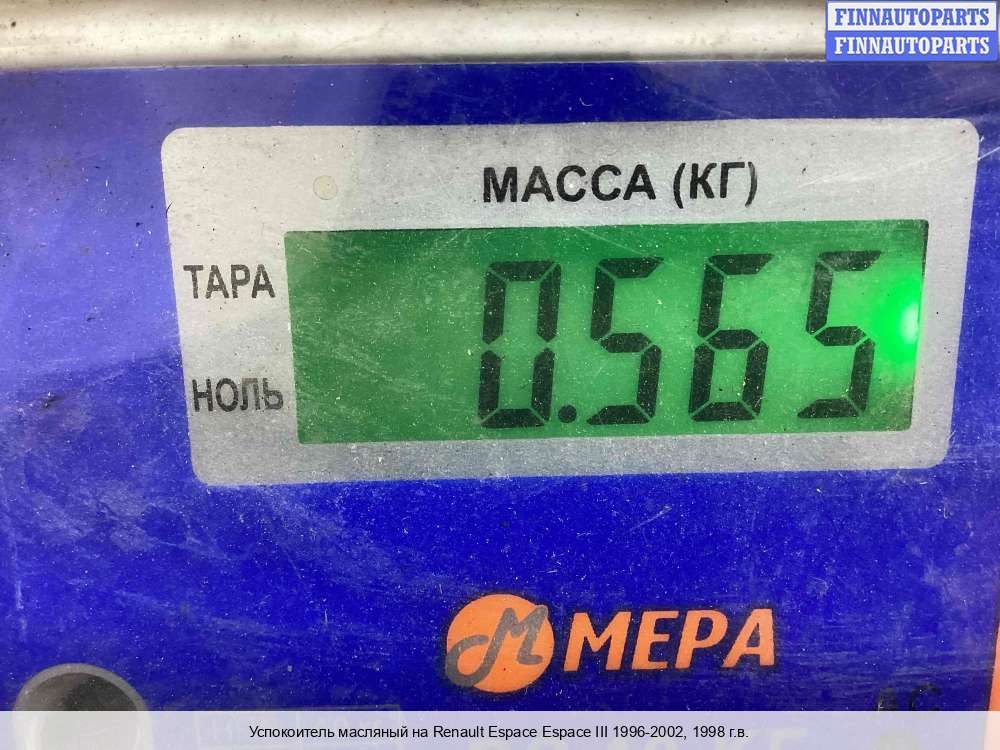 FINNAUTOPARTS
FINNAUTOPARTS
МАССА (КГ)
ТАРА
0.565
НОЛЬ
МЕРА
AC
Успокоитель масляный на Renault Espace Espace III 1996-2002, 1998 г.в.